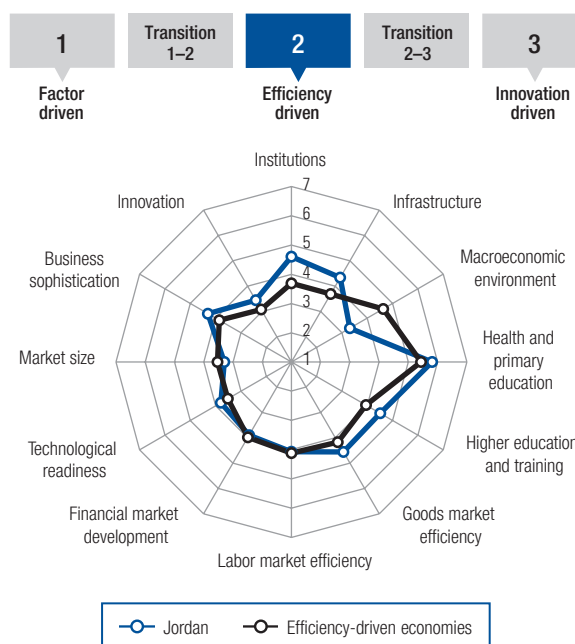 1
Transition
1–2
2
Transition
2–3
3
Factor
driven
Efficiency
driven
Innovation
driven
Institutions
Infrastructure
Macroeconomic
environment
Health and
primary
education
Higher education
and training
Goods market
efficiency
Labor market efficiency
Financial market
development
Technological
readiness
Market size
Business
sophistication
Innovation
7
6
5
4
3
2
1
Jordan
Efficiency-driven economies